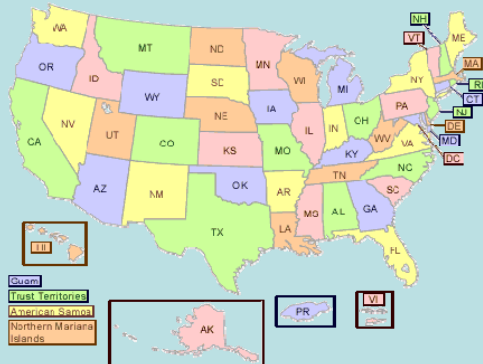 NH
WA
VT
ME
MT
ND
MN
OR
ID
WI
MA
SD
NY
RI
WY
MI
CT
IA
PA
NJ
NE
NV
OH
IN
IL
DE
UT
WV
VA
MD
CA
CO
KS
MO
KY
DC
NC
TN
AZ
OK
NM
AR
SC
MS
AL
GA
TX
LA
FL
Guam
Trust Territories
American Samoa
Northern Mariana
Islands
AK
PR
VI